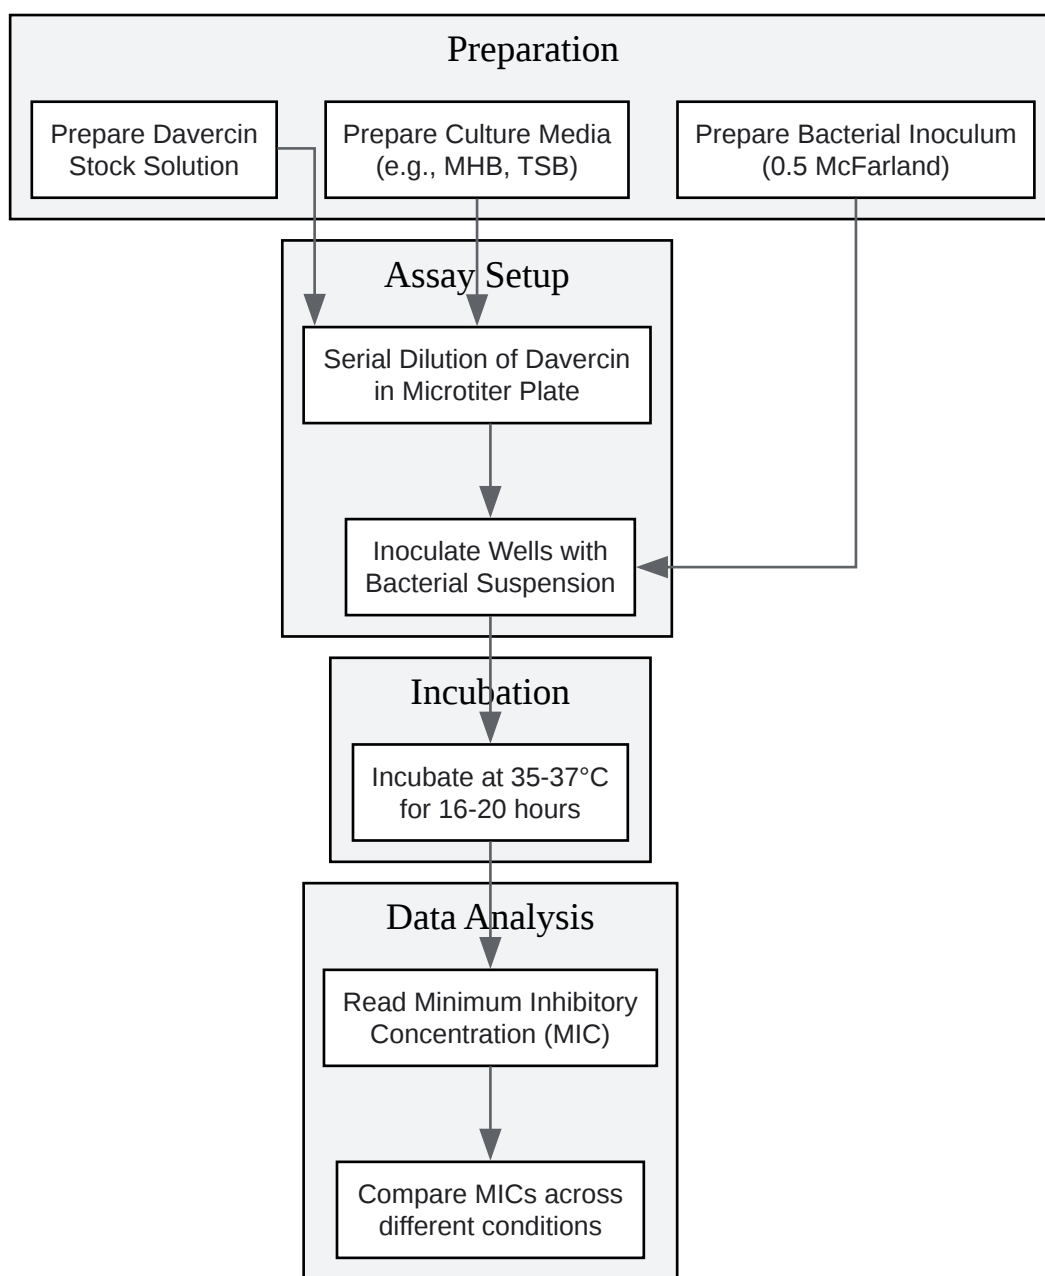 Preparation
Prepare Davercin
Stock Solution
Prepare Culture Media
(e.g., MHB, TSB)
Prepare Bacterial Inoculum
(0.5 McFarland)
Assay Setup
Serial Dilution of Davercin
in Microtiter Plate
Inoculate Wells with
Bacterial Suspension
Incubation
Incubate at 35-37°C
for 16-20 hours
Data Analysis
Read Minimum Inhibitory
Concentration (MIC)
Compare MICs across
different conditions